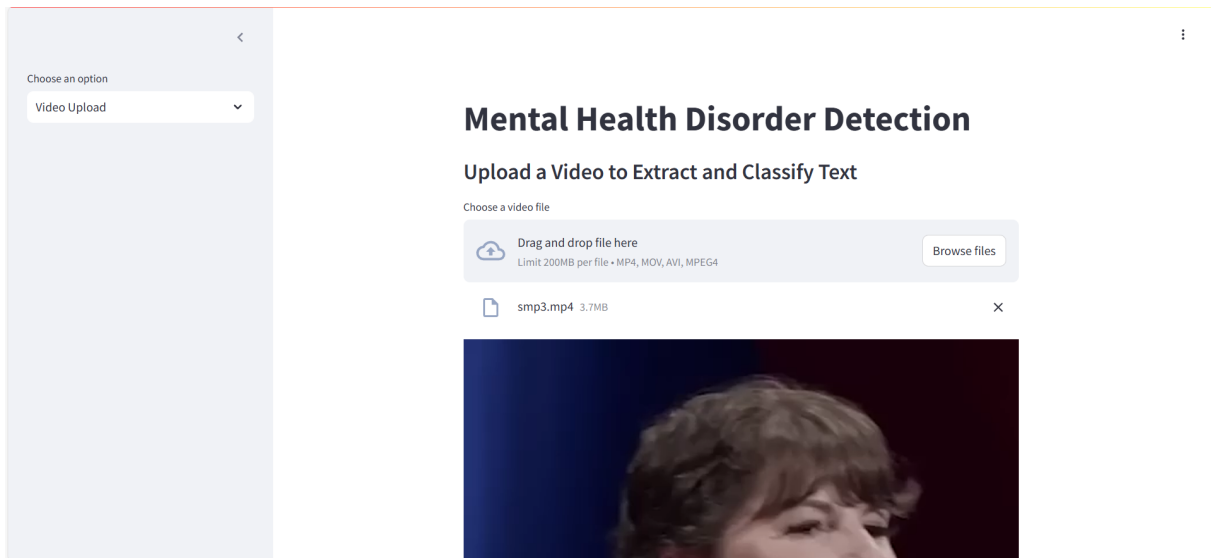 Choose an option
Video Upload
Mental Health Disorder Detection
Upload a Video to Extract and Classify Text
Choose a video file
Drag and drop file here
Limit 200MB per file • MP4, MOV, AVI, MPEG4
Browse files
smp3.mp4 3.7MB